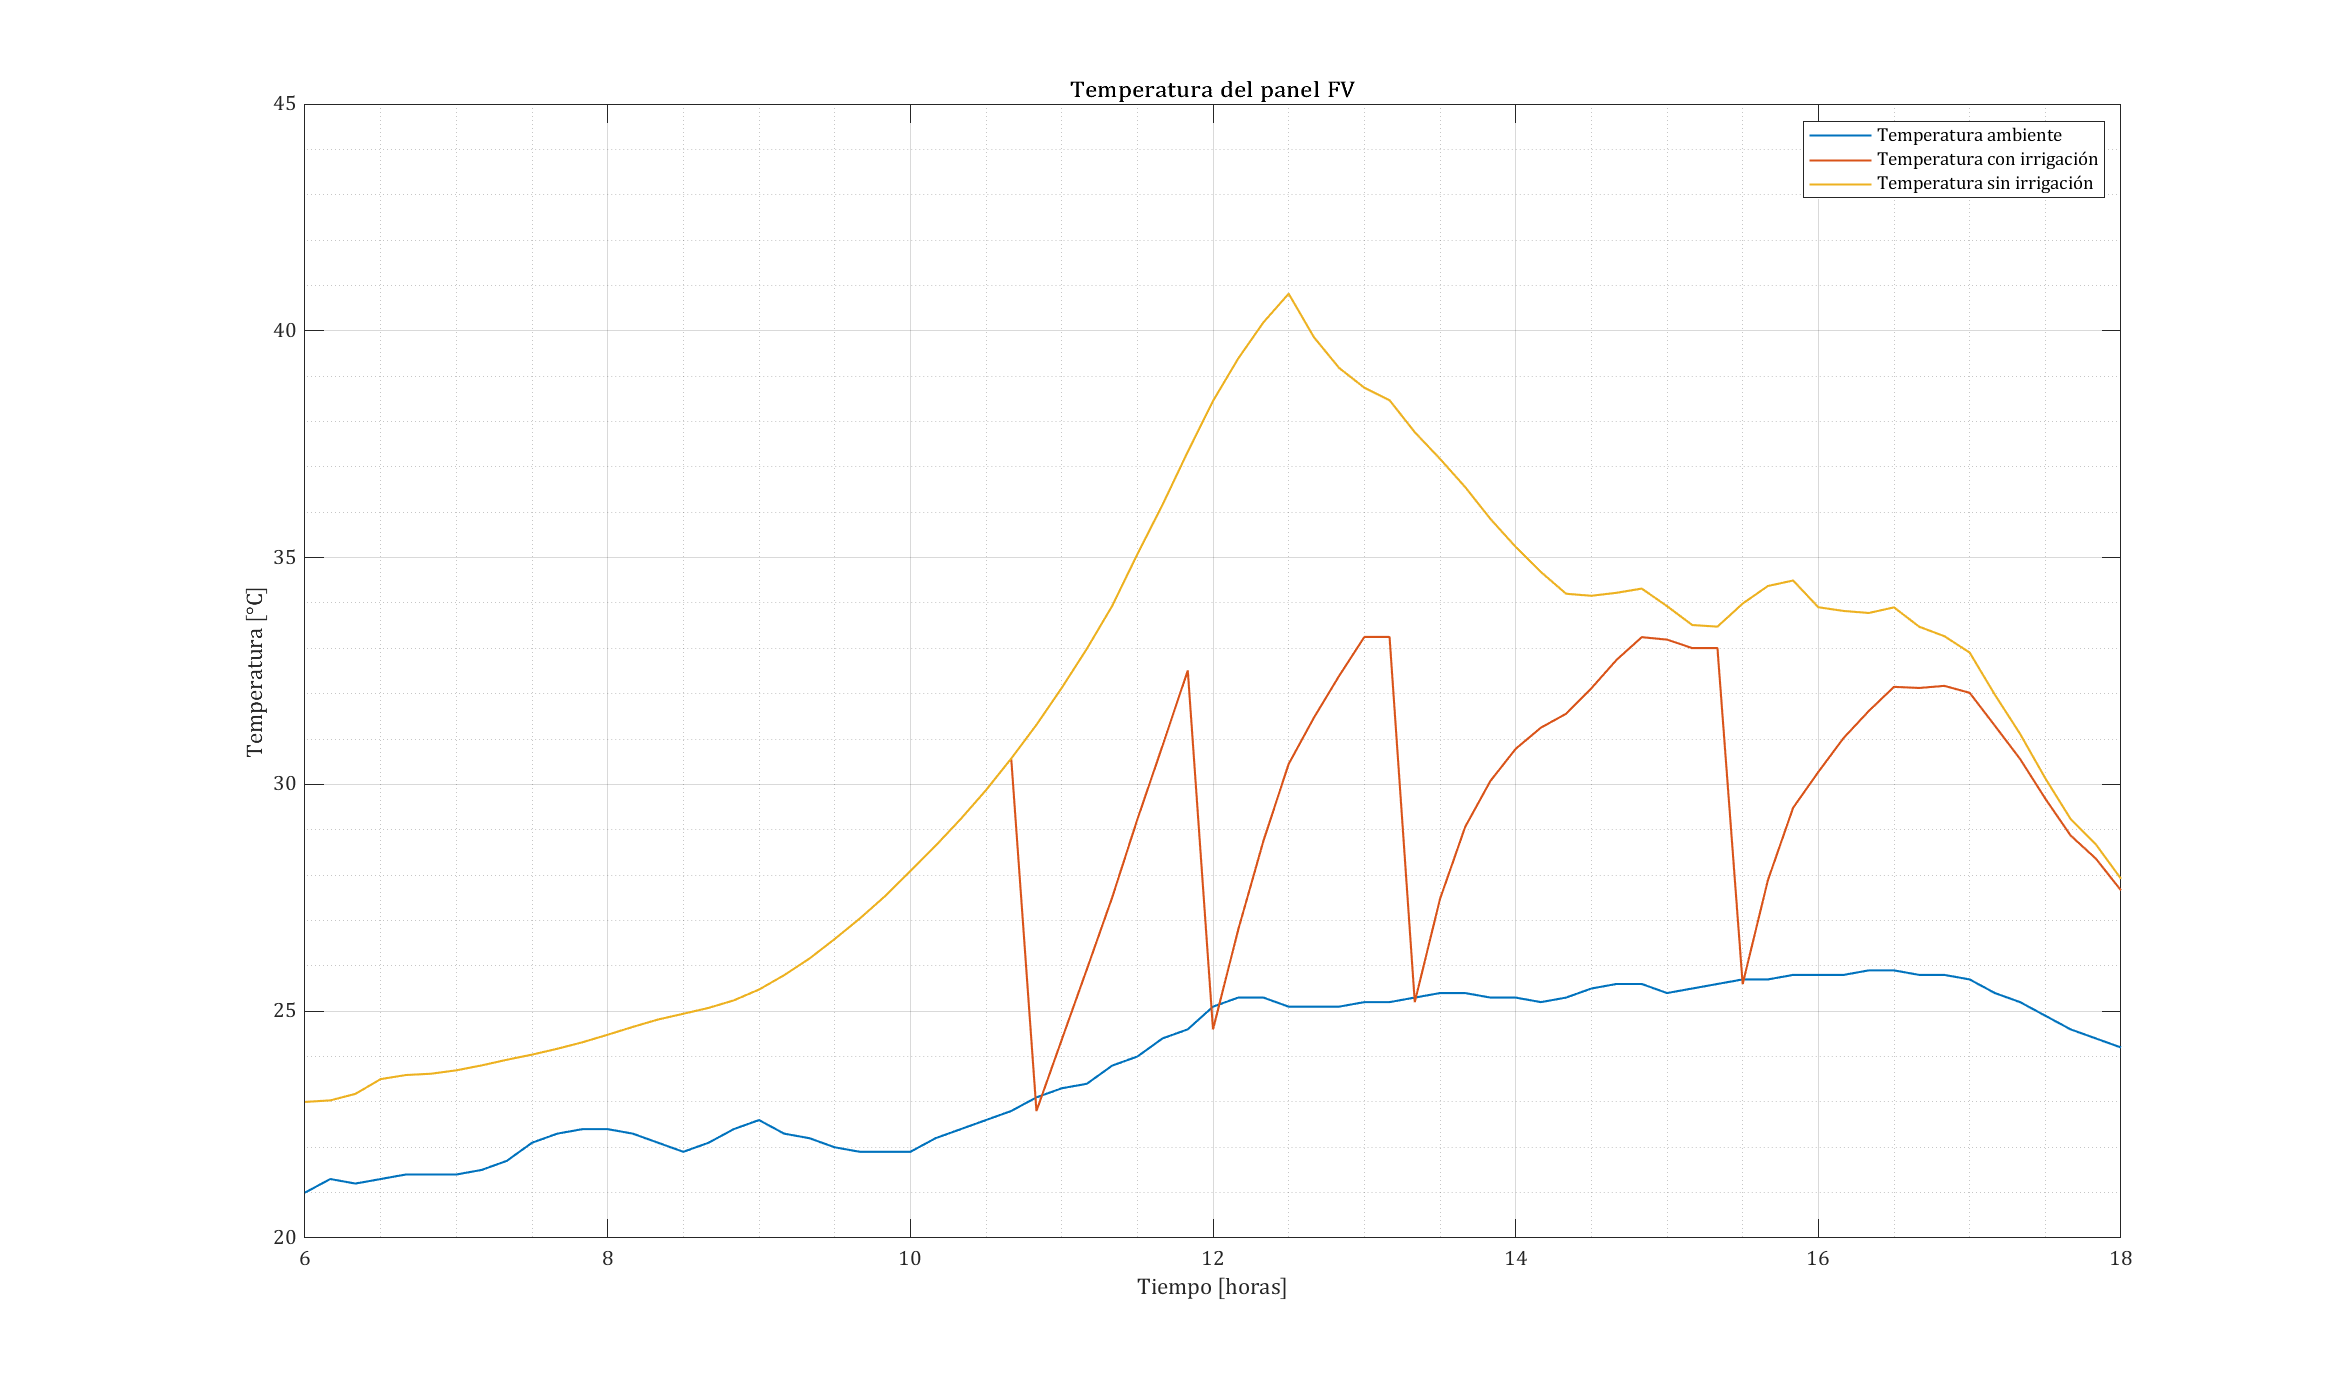 Temperatura del panel FV
45
40
35
30
25
20
Temperatura [°C]
Temperatura ambiente
Temperatura con irrigación
Temperatura sin irrigación
6 8 10 12 14 16 18
Tiempo [horas]